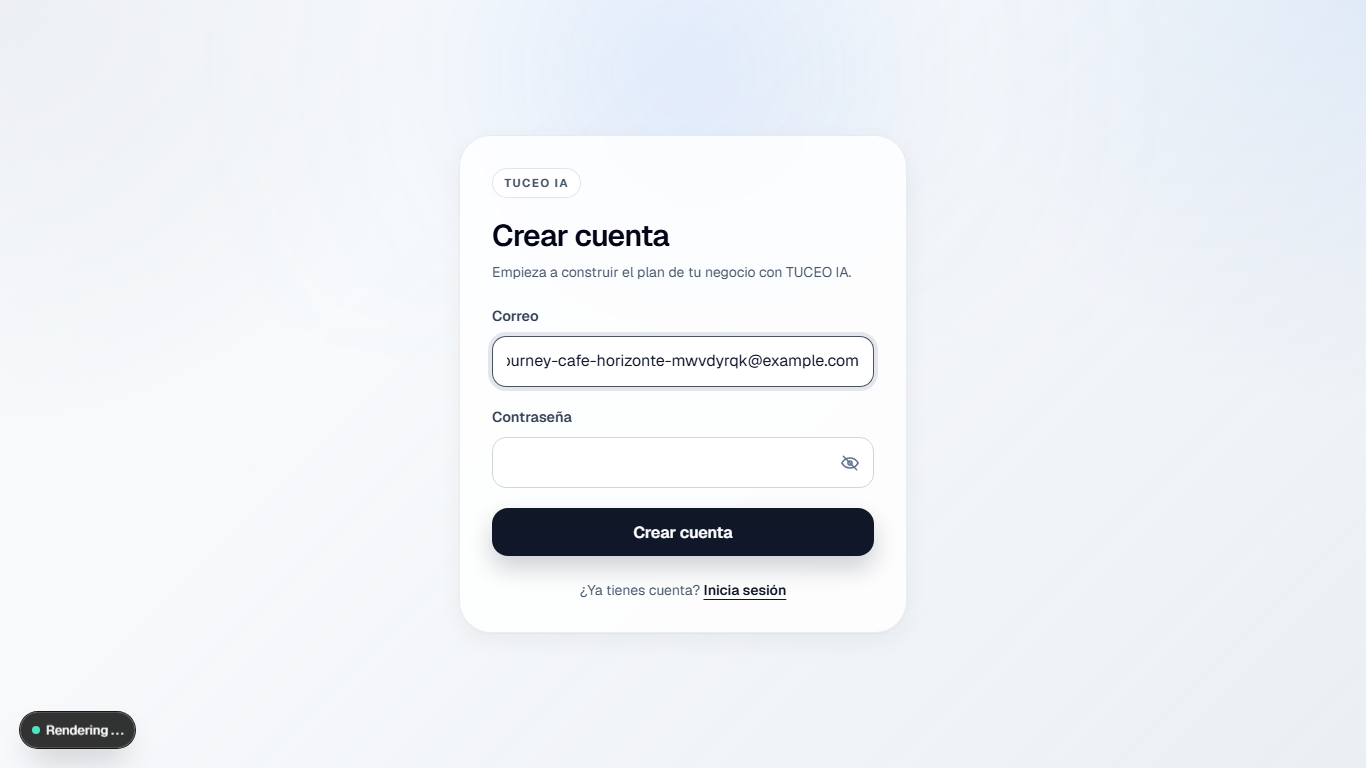 TUCEO IA
Crear cuenta
Empieza a construir el plan de tu negocio con TUCEO IA.
Correo
ourney-cafe-horizonte-mwvdyrqk@example.com
Contraseña
Crear cuenta
¿Ya tienes cuenta? Inicia sesión
Rendering ...